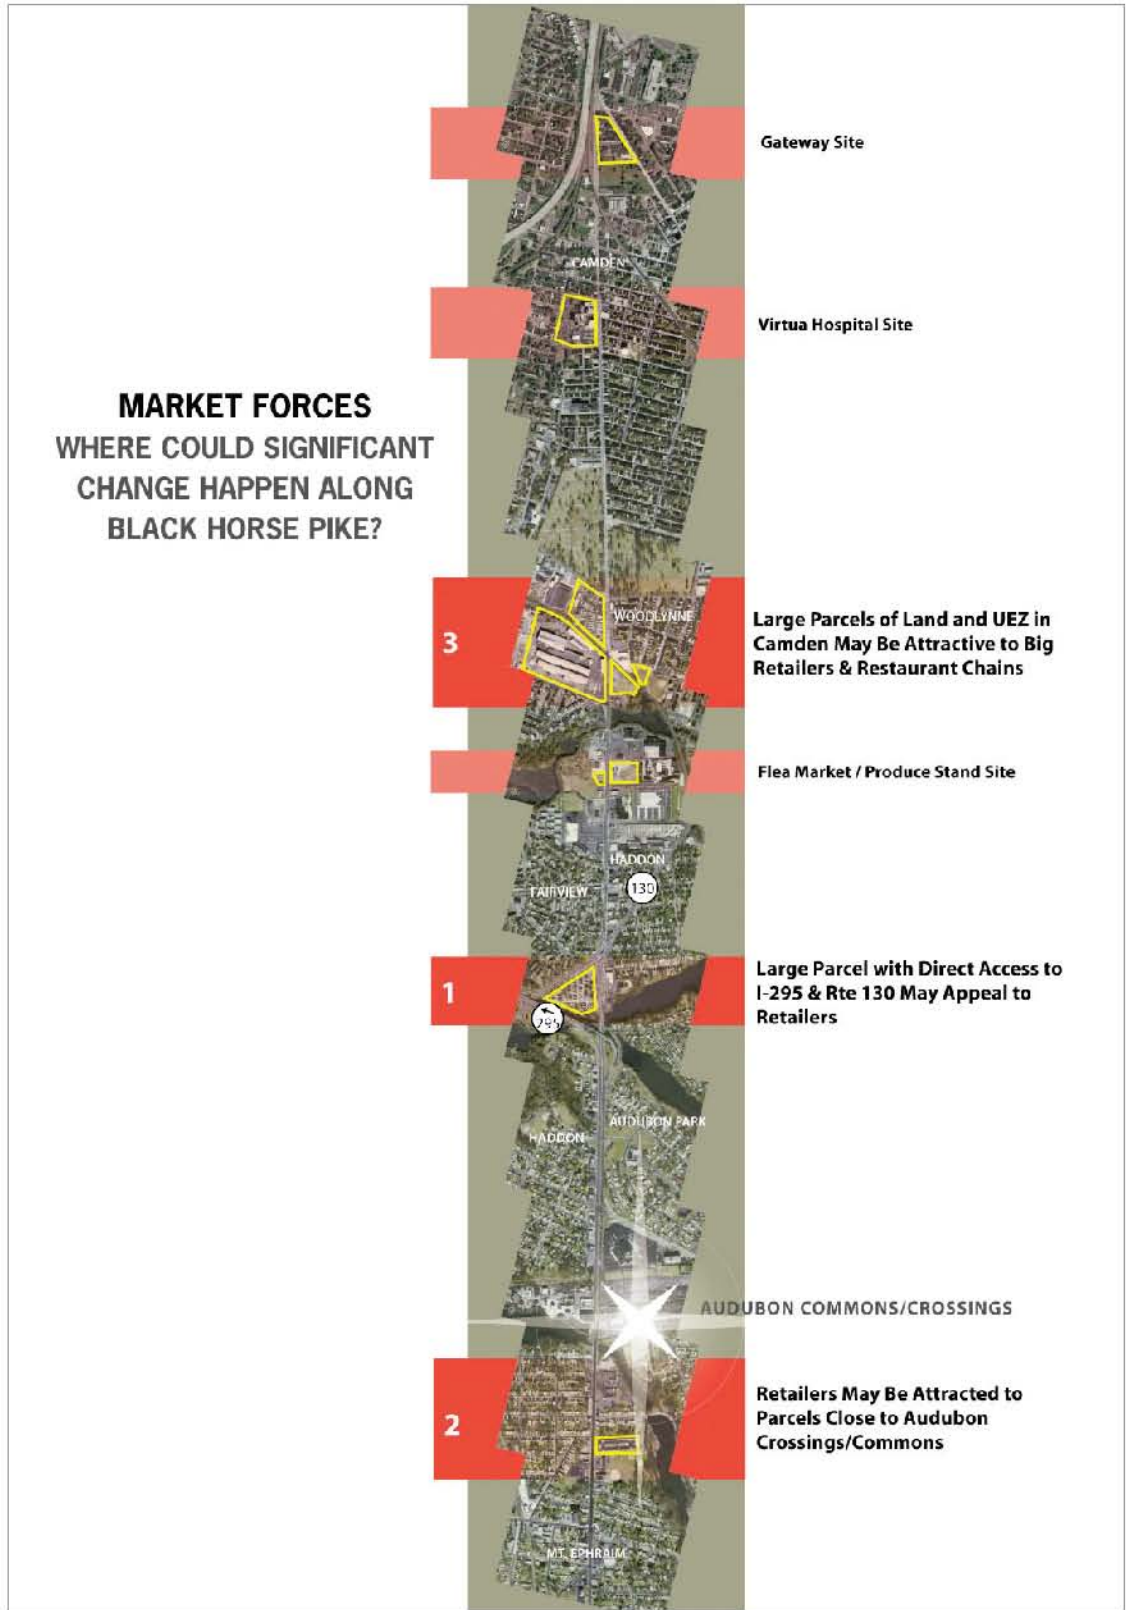 Gateway Site
CAMDEN
Virtua Hospital Site
MARKET FORCES
WHERE COULD SIGNIFICANT
CHANGE HAPPEN ALONG
BLACK HORSE PIKE?
3
WOODLYNNE
Large Parcels of Land and UEZ in
Camden May Be Attractive to Big
Retailers & Restaurant Chains
Flea Market / Produce Stand Site
HADDON
130
FAIRVIEW
1
295
Large Parcel with Direct Access to
I-295 & Rte 130 May Appeal to
Retailers
AUDUBON PARK
HADDON
AUDUBON COMMONS/CROSSINGS
2
Retailers May Be Attracted to
Parcels Close to Audubon
Crossings/Commons
MT. EPHRAIM